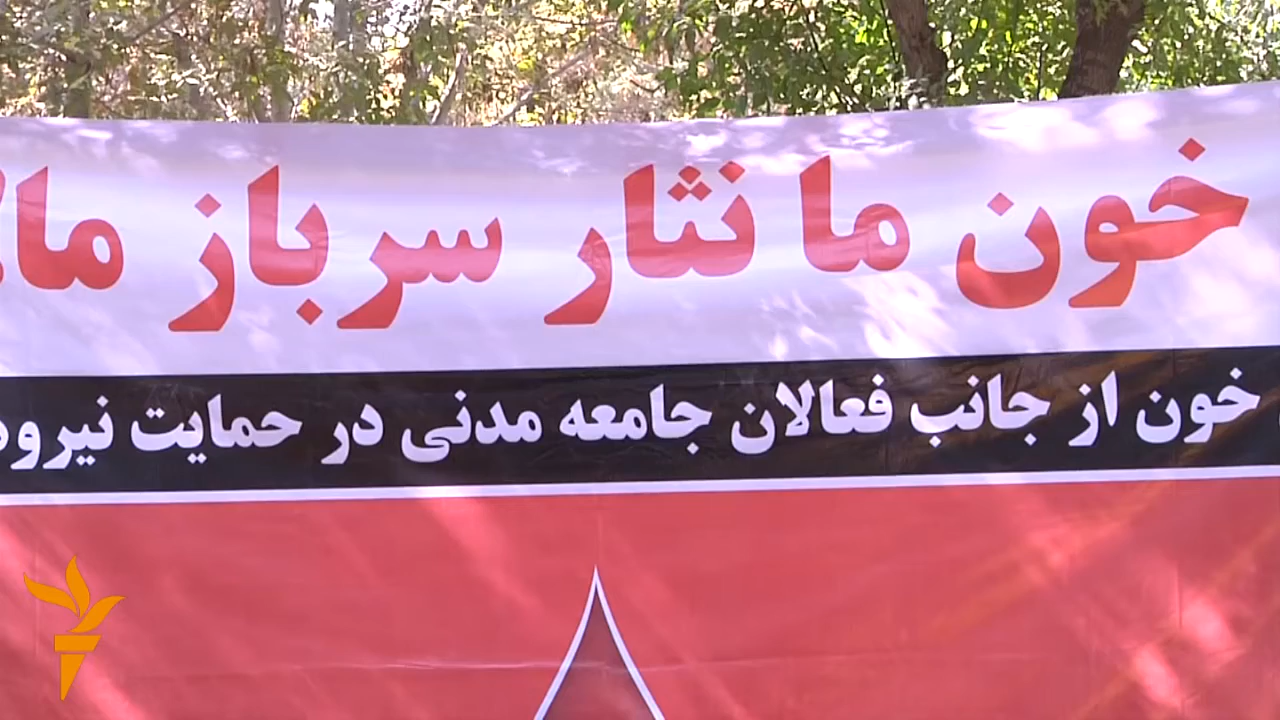 خون ما نثار سرباز ما
خون از جانب فعالان جامعه مدنی در حمایت